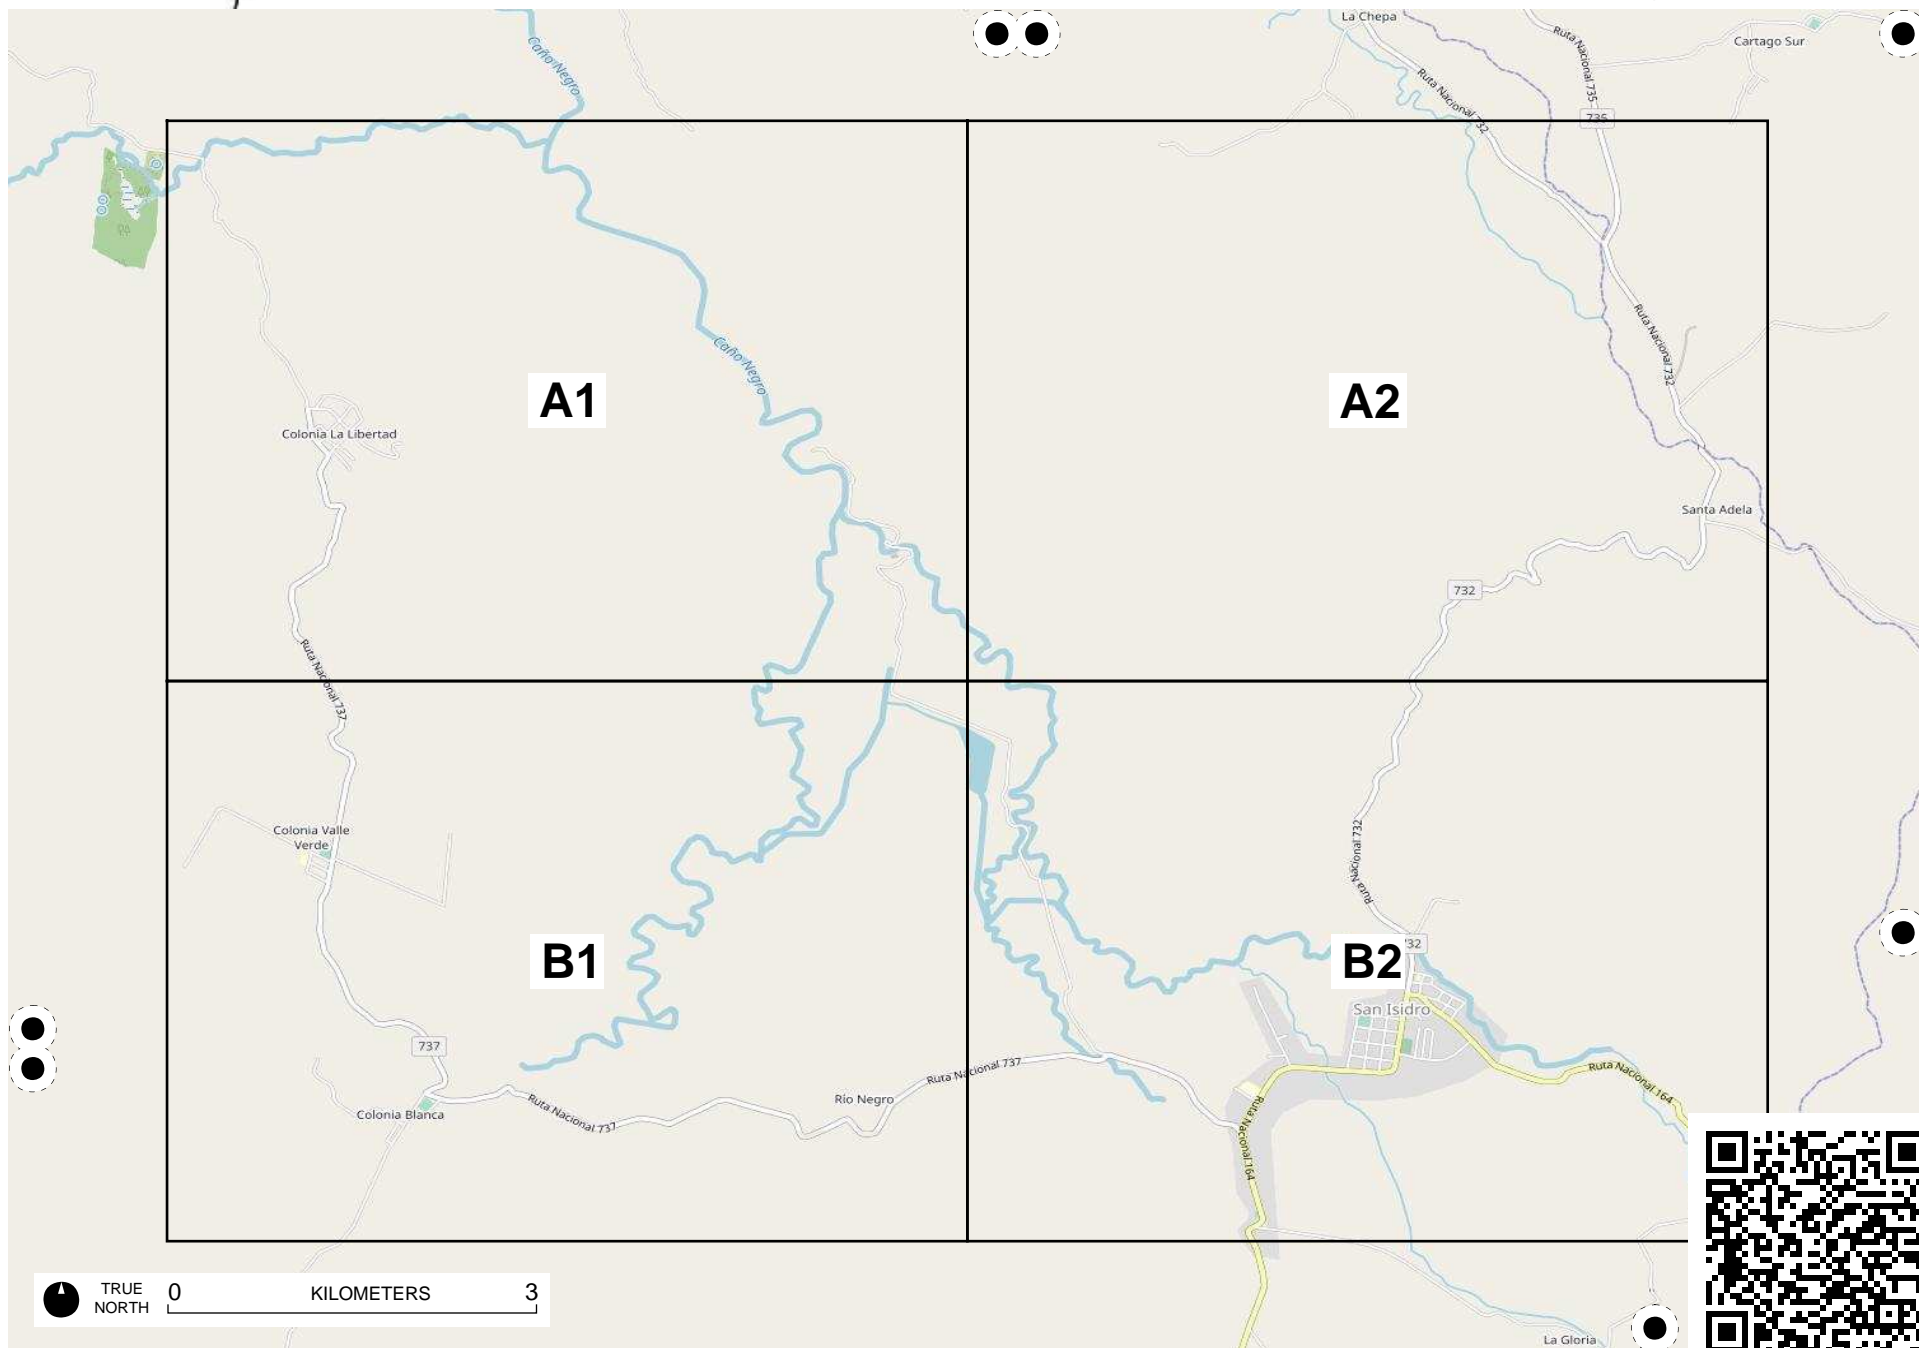 La Chepa
Cartago Sur
Caño Negro
Ruta Nacional 735
Ruta Nacional 732
735
Caño Negro
Ruta Nacional 732
A1
A2
Colonia La Libertad
Santa Adela
732
Ruta Nacional 737
Ruta Nacional 732
Colonia Valle
Verde
B1
B2
732
San Isidro
737
Ruta Nacional 737
Ruta Nacional 164
Río Negro
Colonia Blanca
Ruta Nacional 737
Ruta Nacional 164
TRUE
NORTH
0
KILOMETERS
3
La Gloria